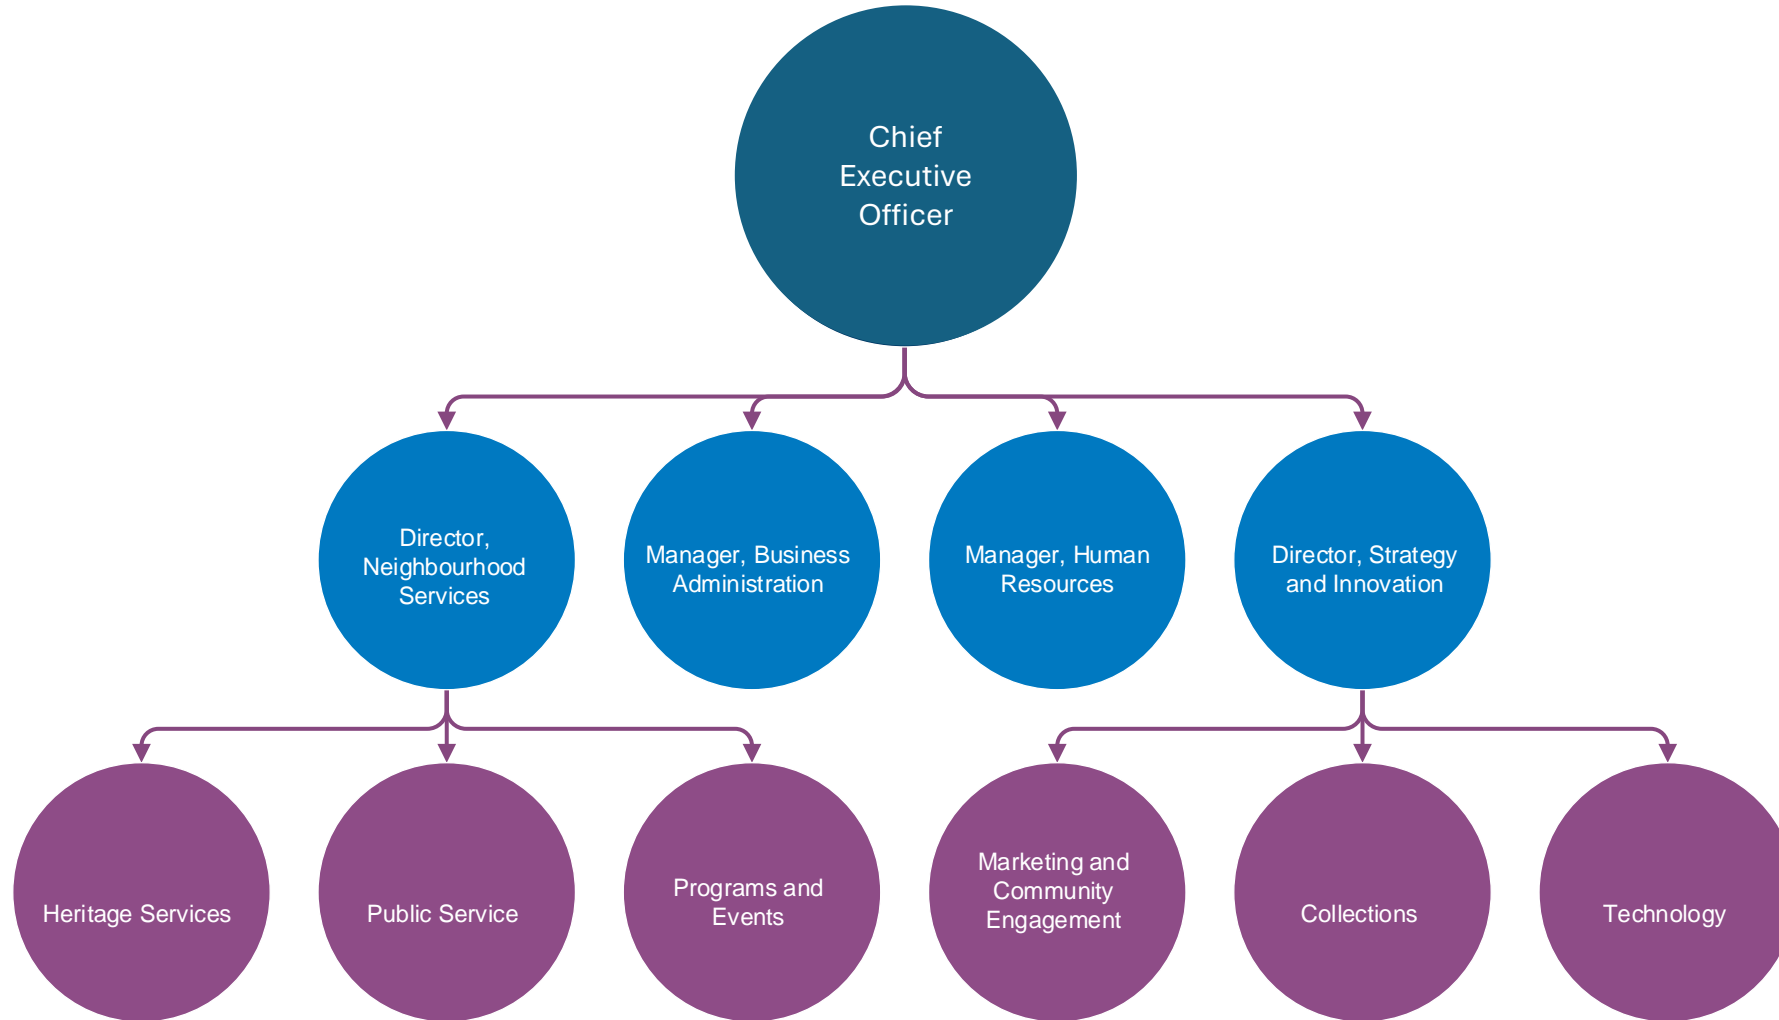 Chief
Executive
Officer
Director,
Neighbourhood
Services
Manager, Business
Administration
Manager, Human
Resources
Director, Strategy
and Innovation
Heritage Services
Public Service
Programs and
Events
Marketing and
Community
Engagement
Collections
Technology